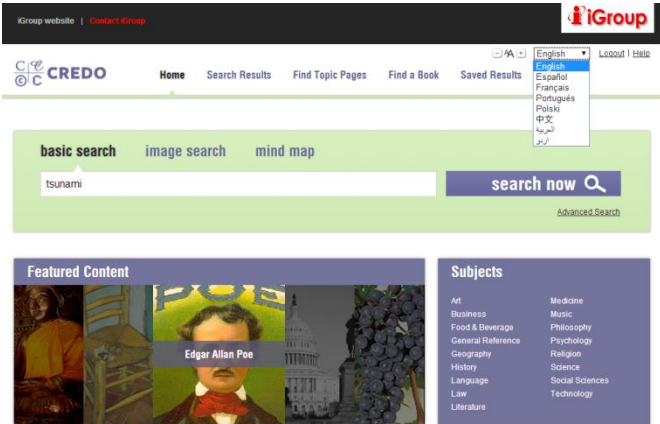 iGroup website | Contact iGroup
iGroup
- AA + English Logout | Help
English
Español
Français
Português
Polski
中文
العربية
اردو
CREDO
Home Search Results Find Topic Pages Find a Book Saved Results
basic search image search mind map
tsunami
search now
Advanced Search
Featured Content
POE
Edgar Allan Poe
Subjects
Art
Business
Food & Beverage
General Reference
Geography
History
Language
Law
Literature
Medicine
Music
Philosophy
Psychology
Religion
Science
Social Sciences
Technology